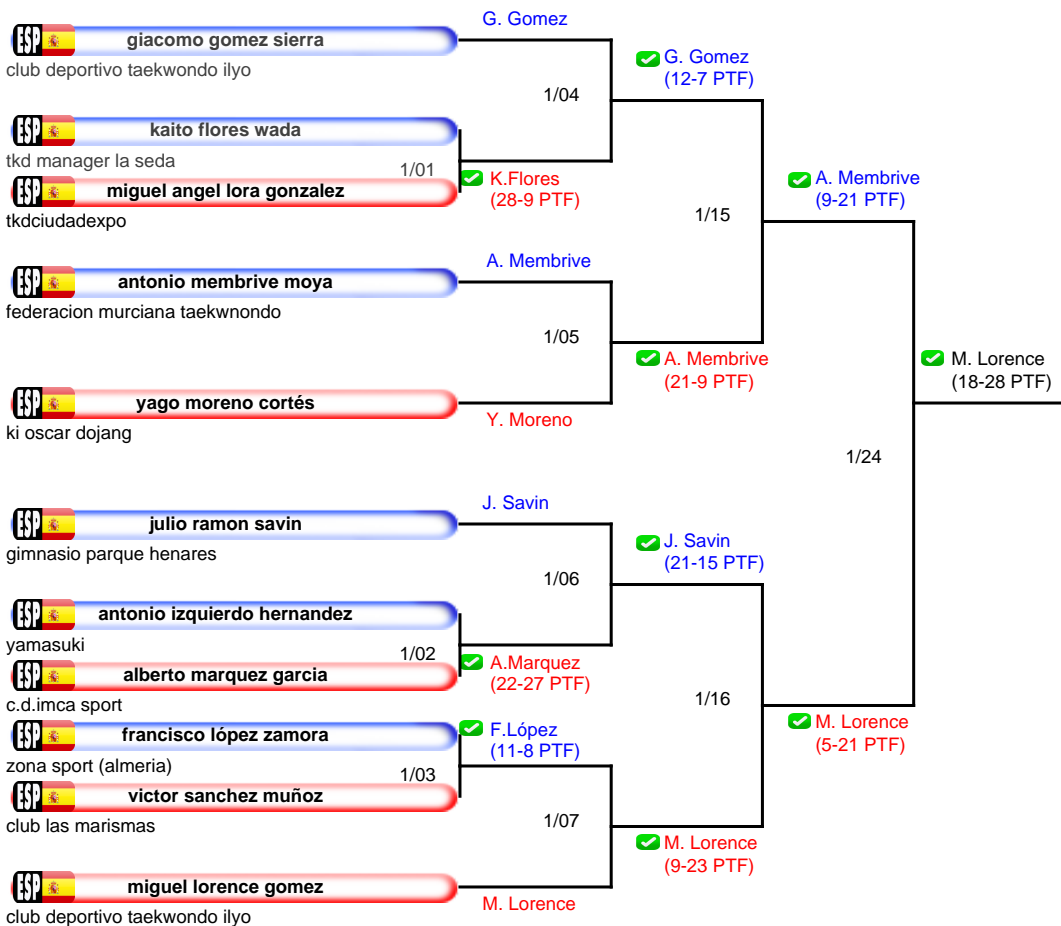 G. Gomez
ESP giacomo gomez sierra
club deportivo taekwondo ilyo
G. Gomez
(12-7 PTF)
1/04
ESP kaito flores wada
tkd manager la seda
1/01
K.Flores
(28-9 PTF)
ESP miguel angel lora gonzalez
tkdciudadexpo
A. Membrive
(9-21 PTF)
1/15
A. Membrive
ESP antonio membrive moya
federacion murciana taekwnondo
1/05
A. Membrive
(21-9 PTF)
M. Lorence
(18-28 PTF)
ESP yago moreno cortés
Y. Moreno
ki oscar dojang
1/24
J. Savin
ESP julio ramon savin
gimnasio parque henares
J. Savin
(21-15 PTF)
1/06
ESP antonio izquierdo hernandez
yamasuki
1/02
A.Marquez
(22-27 PTF)
ESP alberto marquez garcia
c.d.imca sport
1/16
M. Lorence
(5-21 PTF)
ESP francisco lópez zamora
F.López
(11-8 PTF)
zona sport (almeria)
1/03
ESP victor sanchez muñoz
club las marismas
1/07
M. Lorence
(9-23 PTF)
ESP miguel lorence gomez
M. Lorence
club deportivo taekwondo ilyo